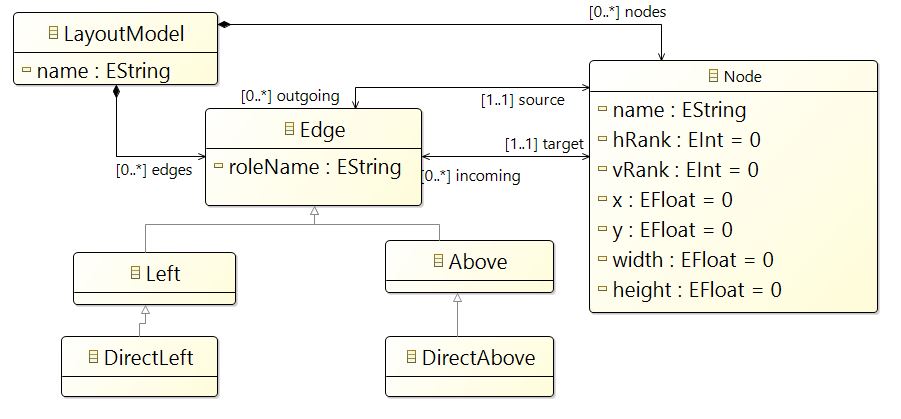 LayoutModel
name : EString
[0..*] nodes
[0..*] outgoing
[1..1] source
Node
name : EString
hRank : EInt = 0
vRank : EInt = 0
x : EFloat = 0
y : EFloat = 0
width : EFloat = 0
height : EFloat = 0
Edge
roleName : EString
[1..1] target
[0..*] edges
[0..*] incoming
Left
Above
DirectLeft
DirectAbove